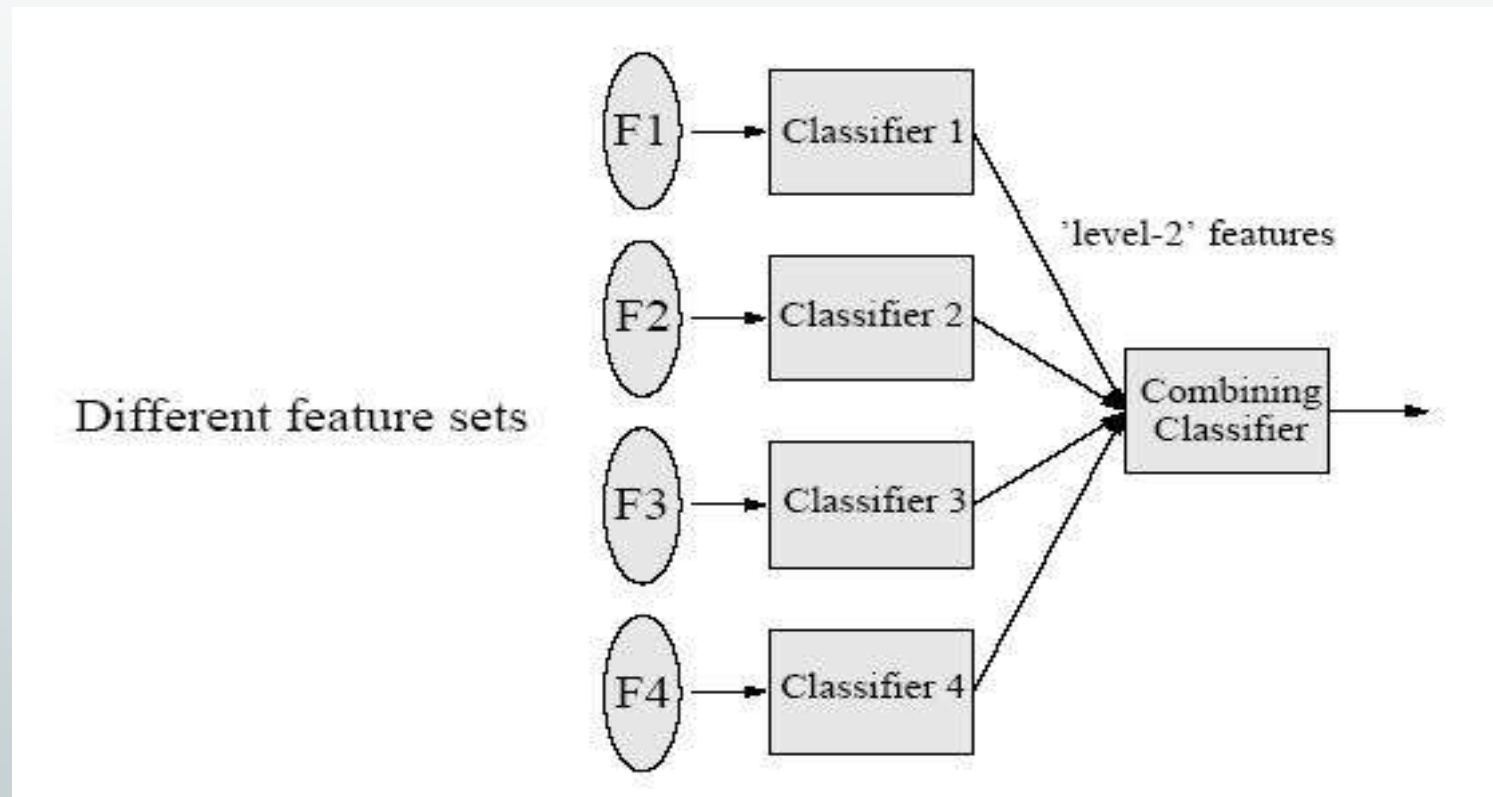 Different feature sets
F1
Classifier 1
F2
Classifier 2
F3
Classifier 3
F4
Classifier 4
'level-2' features
Combining
Classifier